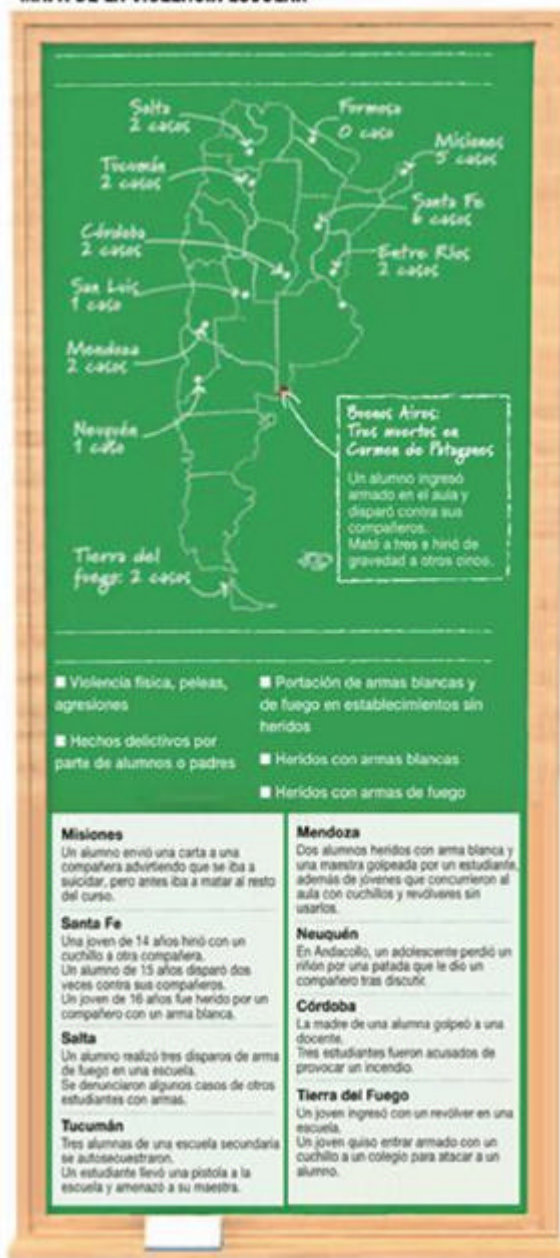 MAPA DE LA VIOLENCIA ESCOLAR
Salta
2 casos
Formosa
0 caso
Misiones
5 casos
Tucumán
2 casos
Santa Fe
6 casos
Córdoba
2 casos
Entre Ríos
2 casos
San Luis
1 caso
Mendoza
2 casos
Neuquén
1 caso
Buenos Aires:
Tres muertos en
Carmen de Patagones
Un alumno ingresó
armado en el aula y
disparó contra sus
compañeros.
Mató a tres e hirió de
gravedad a otros cinco.
Tierra del
fuego: 2 casos
Violencia física, peleas,
agresiones
Hechos delictivos por
parte de alumnos o padres
Portación de armas blancas y
de fuego en establecimientos sin
heridos
Heridos con armas blancas
Heridos con armas de fuego
Misiones
Un alumno envió una carta a una
compañera advirtiendo que se iba a
suicidar, pero antes iba a matar al resto
del curso.
Santa Fe
Una joven de 14 años hirió con un
cuchillo a otra compañera.
Un alumno de 15 años disparó dos
veces contra sus compañeros.
Un joven de 16 años fue herido por un
compañero con un arma blanca.
Salta
Un alumno realizó tres disparos de arma
de fuego en una escuela.
Se denunciaron algunos casos de otros
estudiantes con armas.
Tucumán
Tres alumnas de una escuela secundaria
se autosecuestraron.
Un estudiante llevó una pistola a la
escuela y amenazó a su maestra.
Mendoza
Dos alumnos heridos con arma blanca y
una maestra golpeada por un estudiante,
además de jóvenes que concurrieron al
aula con cuchillos y revólveres sin
usarlos.
Neuquén
En Andacollo, un adolescente perdió un
riñón por una patada que le dio un
compañero tras discutir.
Córdoba
La madre de una alumna golpeó a una
docente.
Tres estudiantes fueron acusados de
provocar un incendio.
Tierra del Fuego
Un joven ingresó con un revólver en una
escuela.
Un joven quiso entrar armado con un
cuchillo a un colegio para atacar a un
alumno.